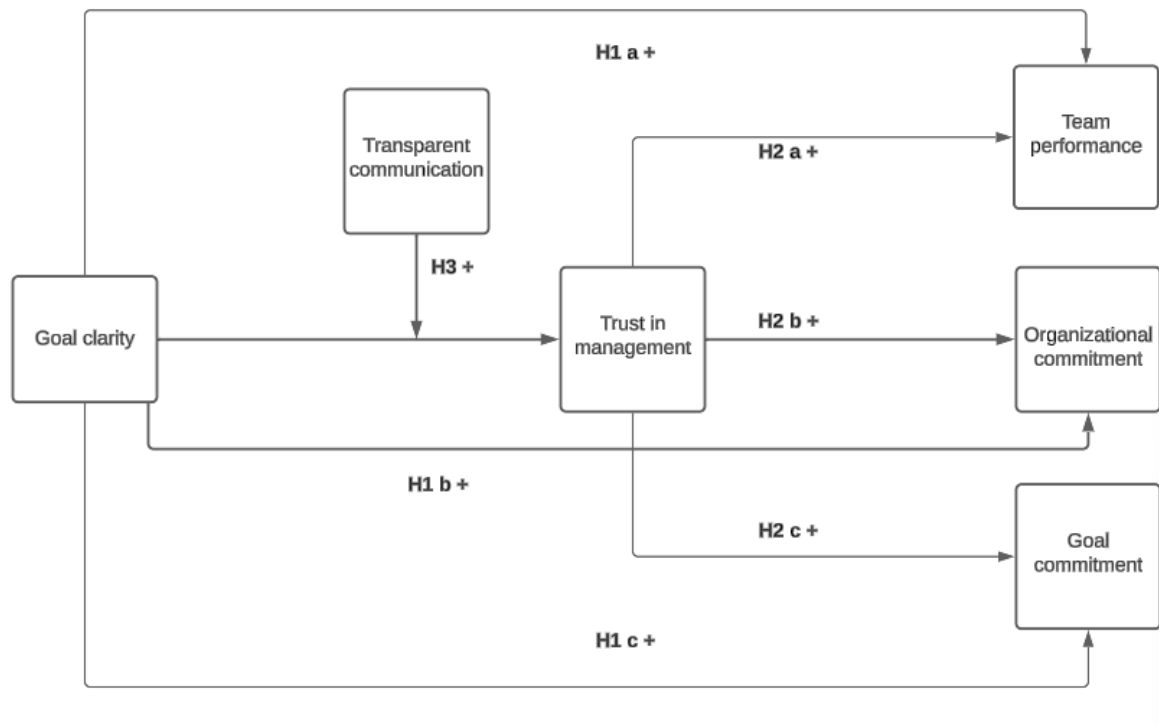 H1 a +
Transparent
communication
Team
performance
H2 a +
H3 +
Goal clarity
Trust in
management
H2 b +
Organizational
commitment
H1 b +
H2 c +
Goal
commitment
H1 c +